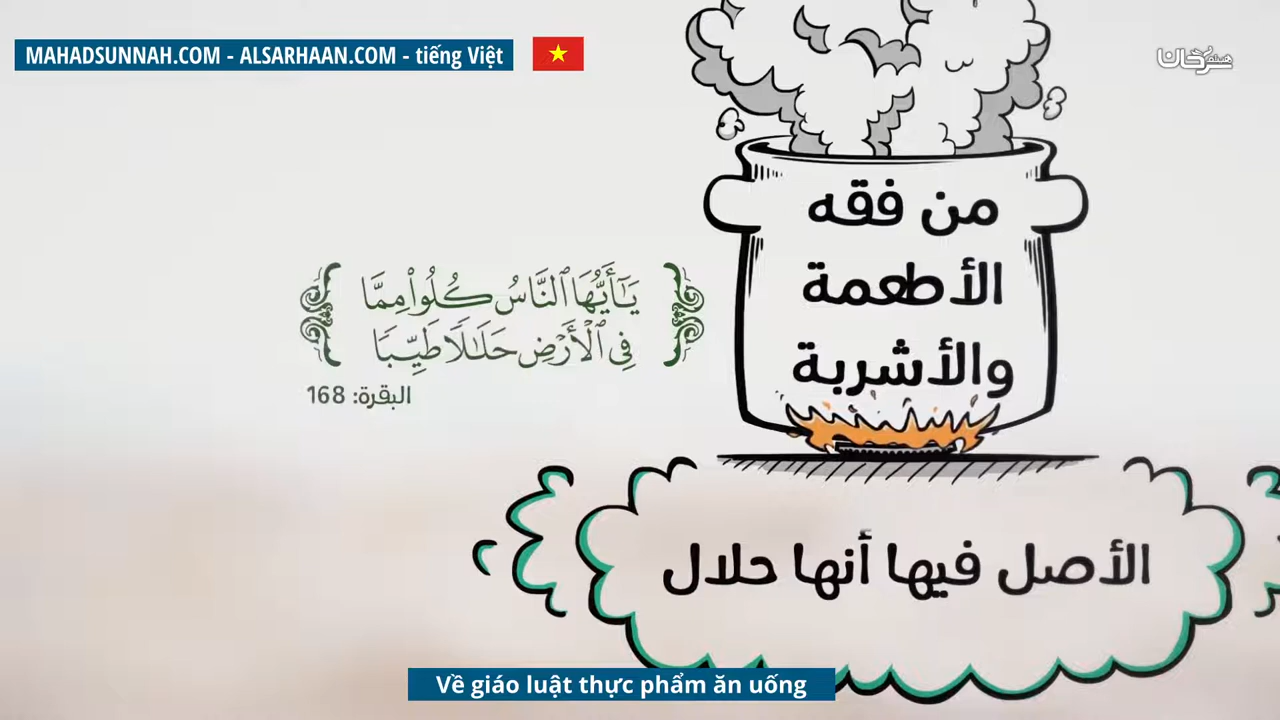 MAHADSUNNAH.COM - ALSARHAAN.COM - tiếng Việt
من فقه
الأطعمة
والأشربة
يَٰٓأَيُّهَا ٱلنَّاسُ كُلُوا۟ مِمَّا
فِى ٱلْأَرْضِ حَلَٰلًا طَيِّبًا
البقرة: 168
الأصل فيها أنها حلال
Về giáo luật thực phẩm ăn uống